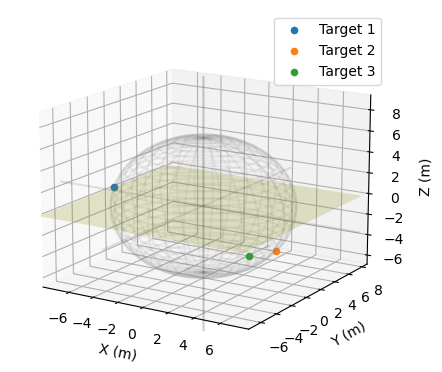 Target 1
Target 2
Target 3
8
6
4
2
0
−2
−4
−6
Z (m)
−6 −4 −2 0 2 4 6
X (m)
−6 −4 −2 0 2 4 6 8
Y (m)